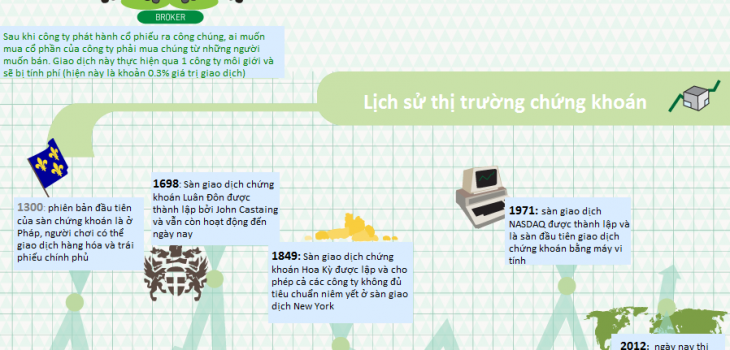 BROKER
Sau khi công ty phát hành cổ phiếu ra công chúng, ai muốn
mua cổ phần của công ty phải mua chúng từ những người
muốn bán. Giao dịch này thực hiện qua 1 công ty môi giới và
sẽ bị tính phí (hiện này là khoản 0.3% giá trị giao dịch)
Lịch sử thị trường chứng khoán
1300: phiên bản đầu tiên
của sàn chứng khoán là ở
Pháp, người chơi có thể
giao dịch hàng hóa và trái
phiếu chính phủ
1698: Sàn giao dịch chứng
khoán Luân Đôn được
thành lập bởi John Castaing
và vẫn còn hoạt động đến
ngày nay
1849: Sàn giao dịch chứng
khoán Hoa Kỳ được lập và cho
phép cả các công ty không đủ
tiêu chuẩn niêm yết ở sàn giao
dịch New York
1971: sàn giao dịch
NASDAQ được thành lập và
là sàn đầu tiên giao dịch
chứng khoán bằng máy vi
tính
2012: ngày nay thị